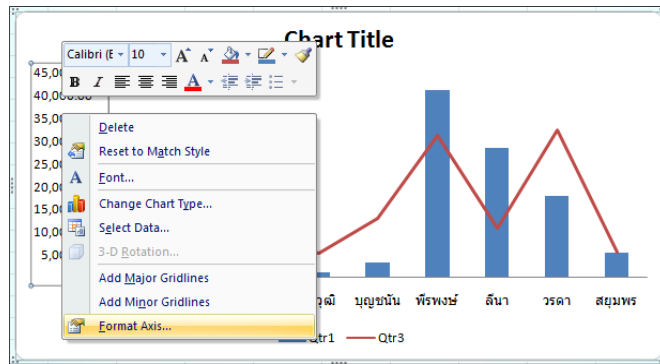 Chart Title
Calibri (E 10 A A
B I A
45,00
40,000.00
35,00
30,00
25,00
20,00
15,00
10,00
5,00
Delete
Reset to Match Style
A Font...
Change Chart Type...
Select Data...
3-D Rotation...
Add Major Gridlines
Add Minor Gridlines
Format Axis...
วุฒิ บุญชนัน พีรพงษ์ ลีนา วรดา สยุมพร
Qtr1 Qtr3